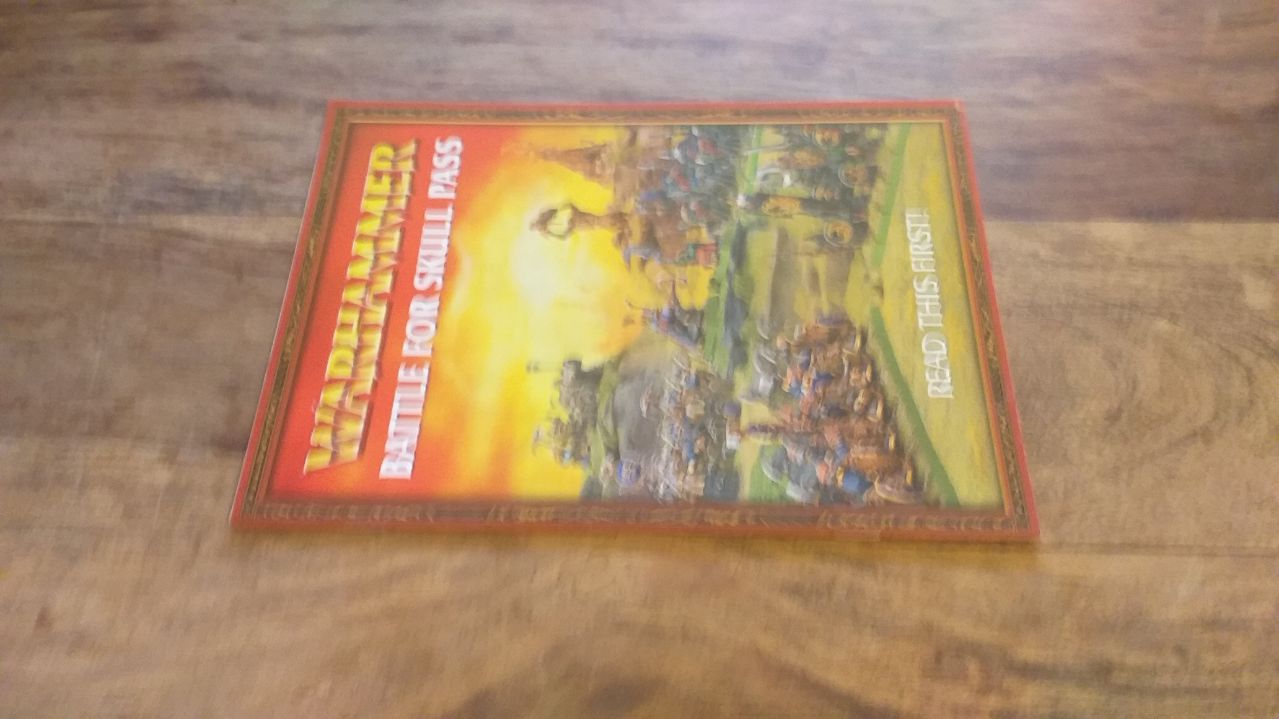 WARHAMMER
BATTLE FOR SKULL PASS
READ THIS FIRST!